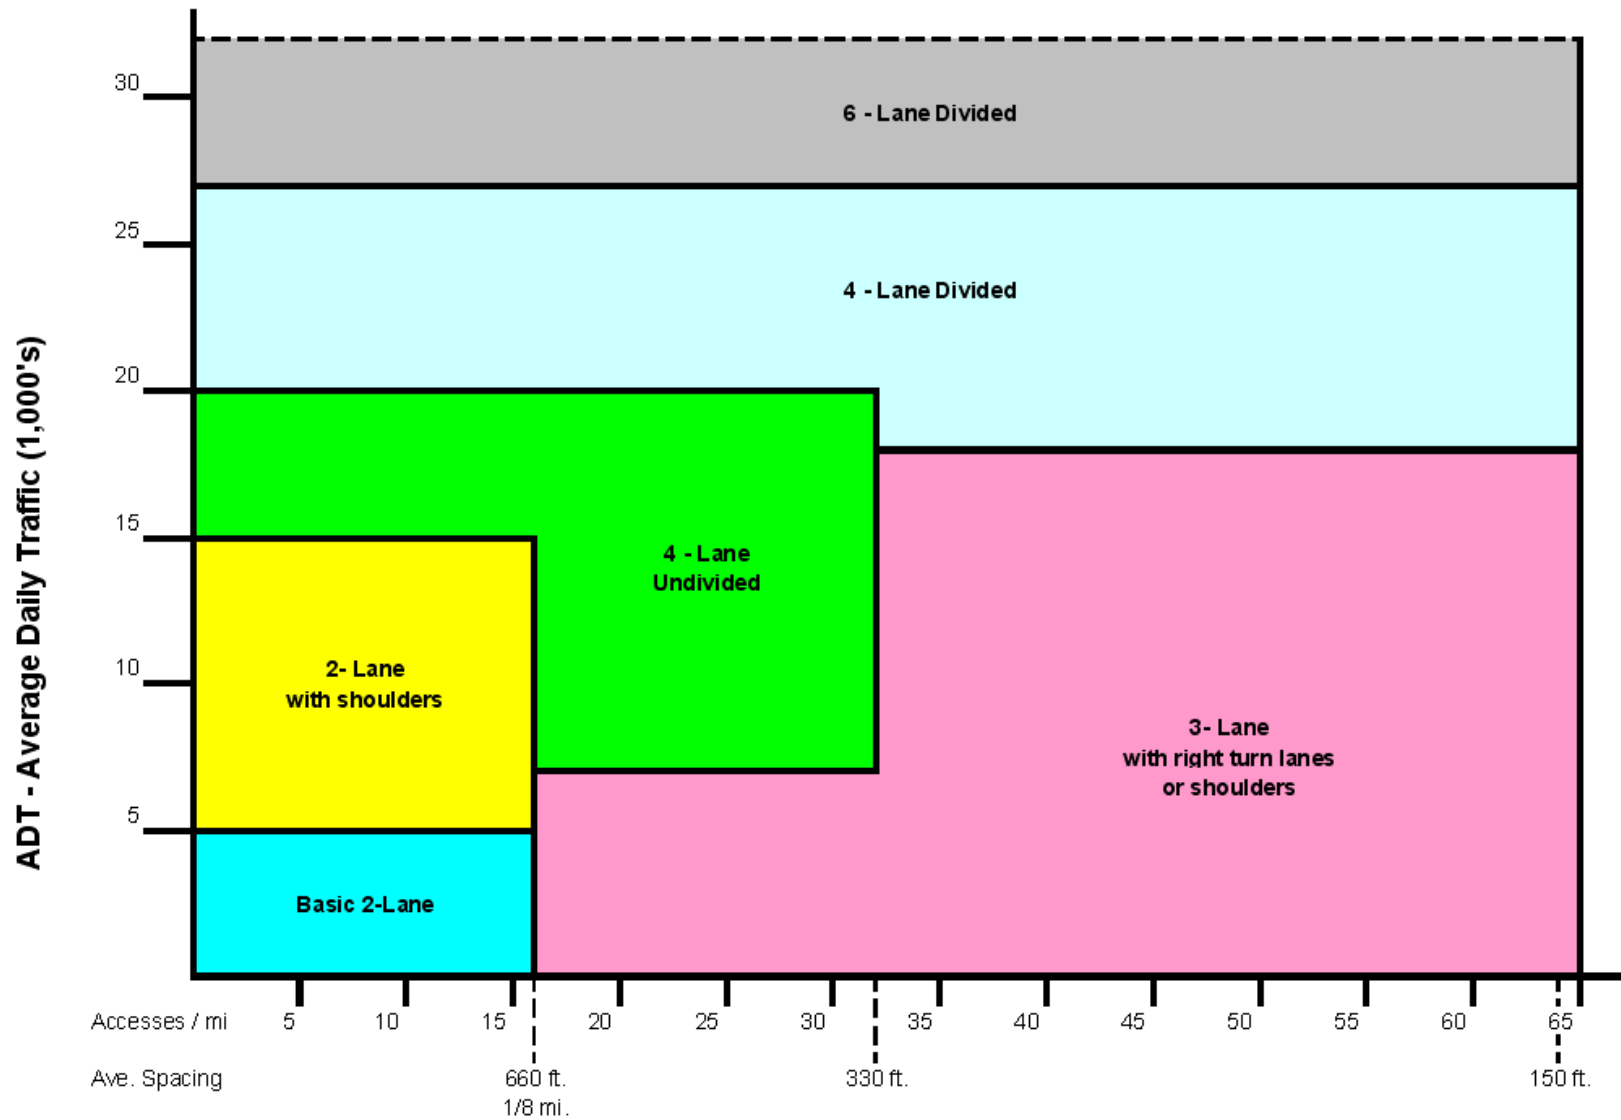 30
6 - Lane Divided
25
4 - Lane Divided
20
15
4 - Lane
Undivided
10
2- Lane
with shoulders
3- Lane
with right turn lanes
or shoulders
5
Basic 2-Lane
ADT - Average Daily Traffic (1,000's)
Accesses / mi 5 10 15 20 25 30 35 40 45 50 55 60 65
Ave. Spacing 660 ft. 330 ft. 150 ft.
1/8 mi.